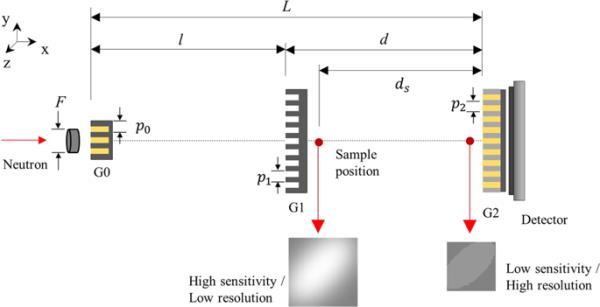 L
y
x
z
l
d
d_s
F
p_0
p_2
Neutron
G0
p_1
Sample
position
G1
G2
Detector
High sensitivity /
Low resolution
Low sensitivity /
High resolution